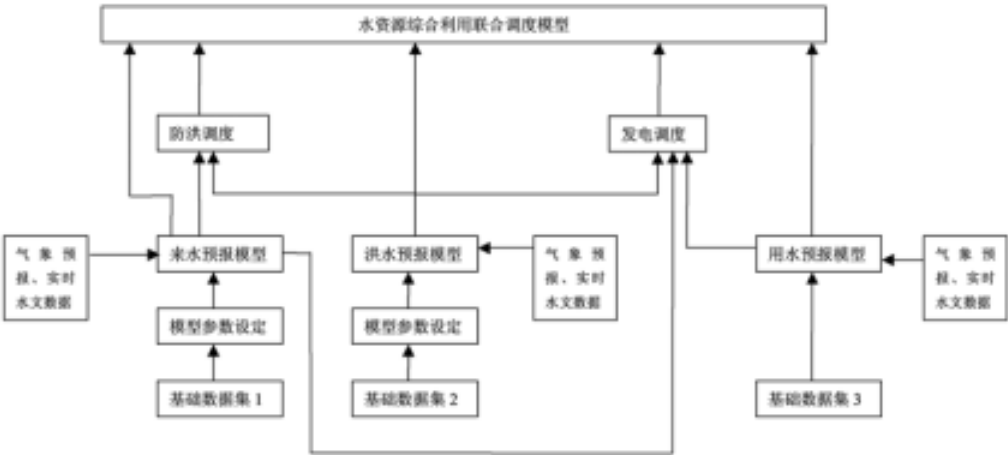 水资源综合利用联合调度模型
防洪调度
发电调度
气象预
报、实时
水文数据
来水预报模型
洪水预报模型
气象预
报、实时
水文数据
用水预报模型
气象预
报、实时
水文数据
模型参数设定
模型参数设定
基础数据集 1
基础数据集 2
基础数据集 3